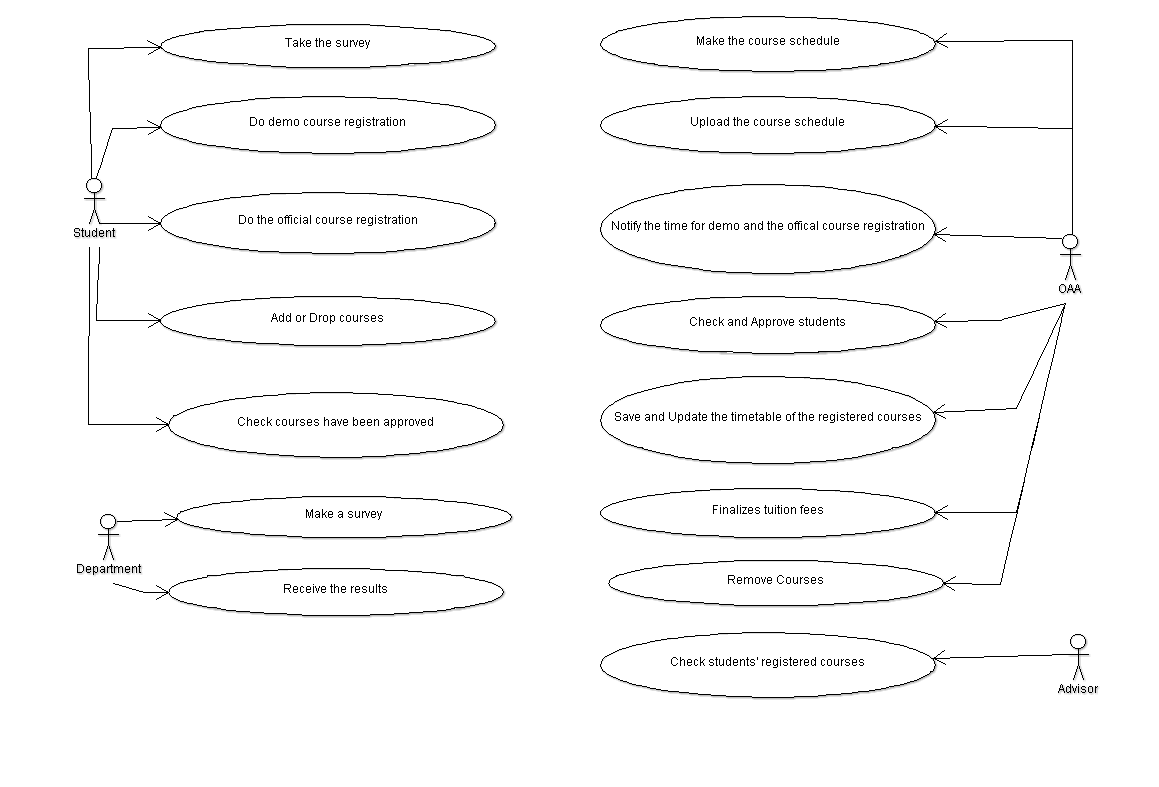 Take the survey
Do demo course registration
Do the official course registration
Student
Add or Drop courses
Check courses have been approved
Make a survey
Department
Receive the results
Make the course schedule
Upload the course schedule
Notify the time for demo and the offical course registration
OAA
Check and Approve students
Save and Update the timetable of the registered courses
Finalizes tuition fees
Remove Courses
Check students' registered courses
Advisor